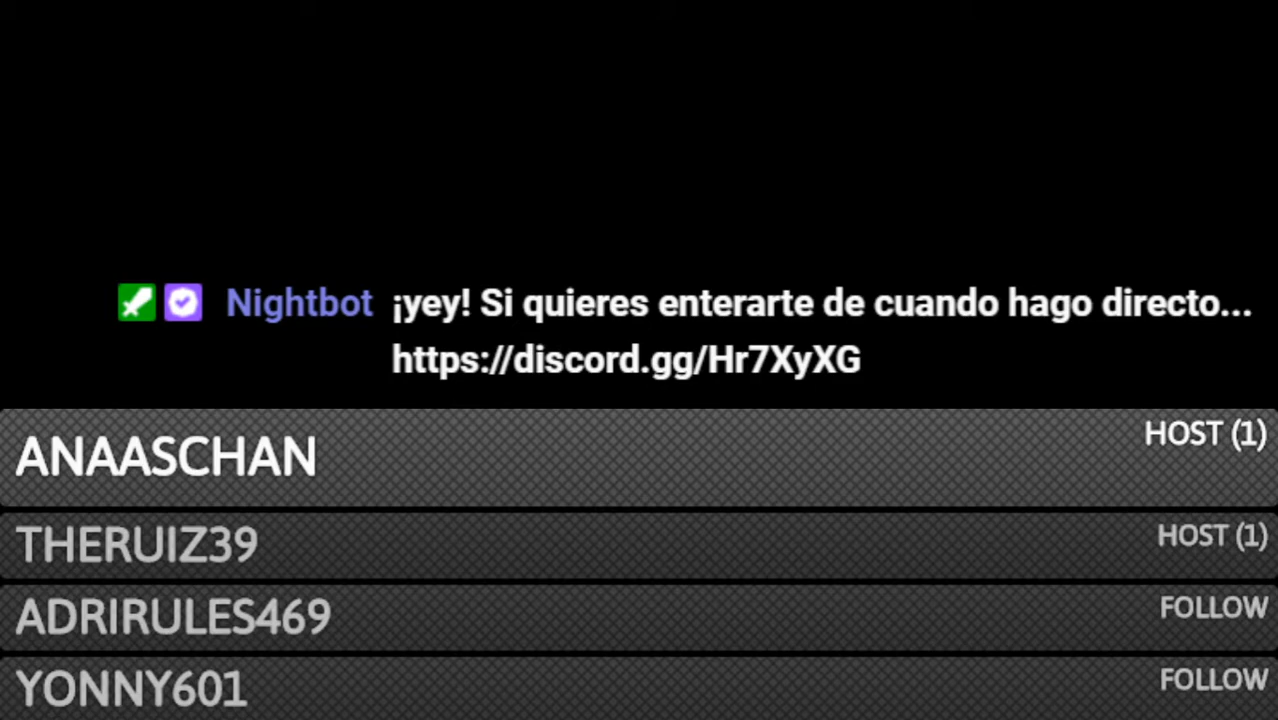 Nightbot ¡yey! Si quieres enterarte de cuando hago directo...
https://discord.gg/Hr7XyXG
ANAASCHAN HOST (1)
THERUIZ39 HOST (1)
ADRIRULES469 FOLLOW
YONNY601 FOLLOW